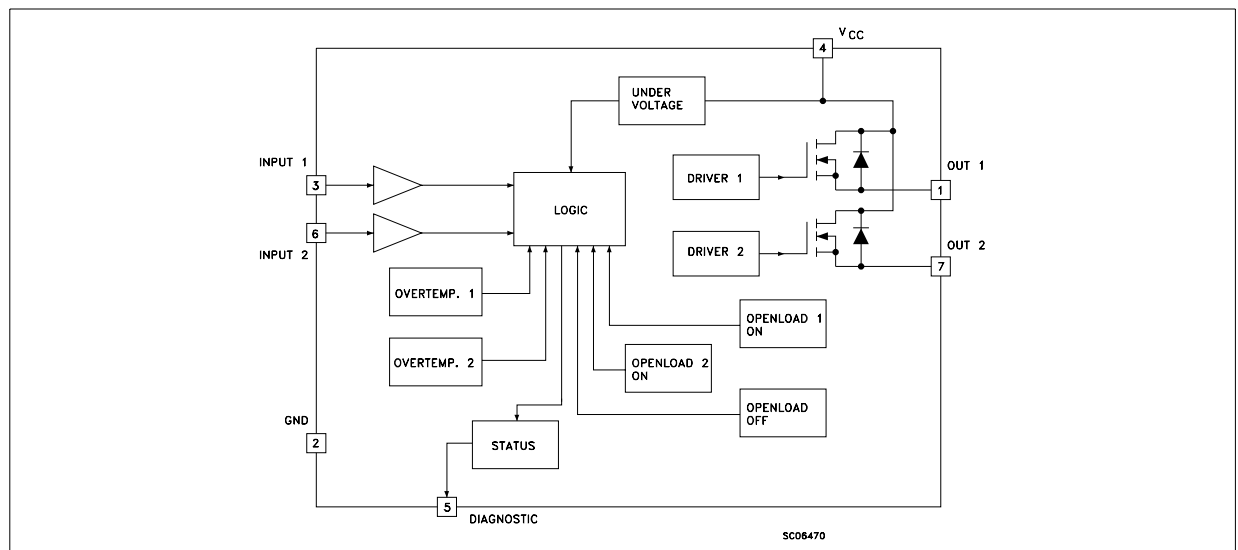 VCC
4
UNDER
VOLTAGE
INPUT 1
3
6
INPUT 2
LOGIC
DRIVER 1
OUT 1
1
DRIVER 2
OUT 2
7
OVERTEMP. 1
OVERTEMP. 2
OPENLOAD 1
ON
OPENLOAD 2
ON
OPENLOAD
OFF
GND
2
STATUS
5
DIAGNOSTIC
SC06470